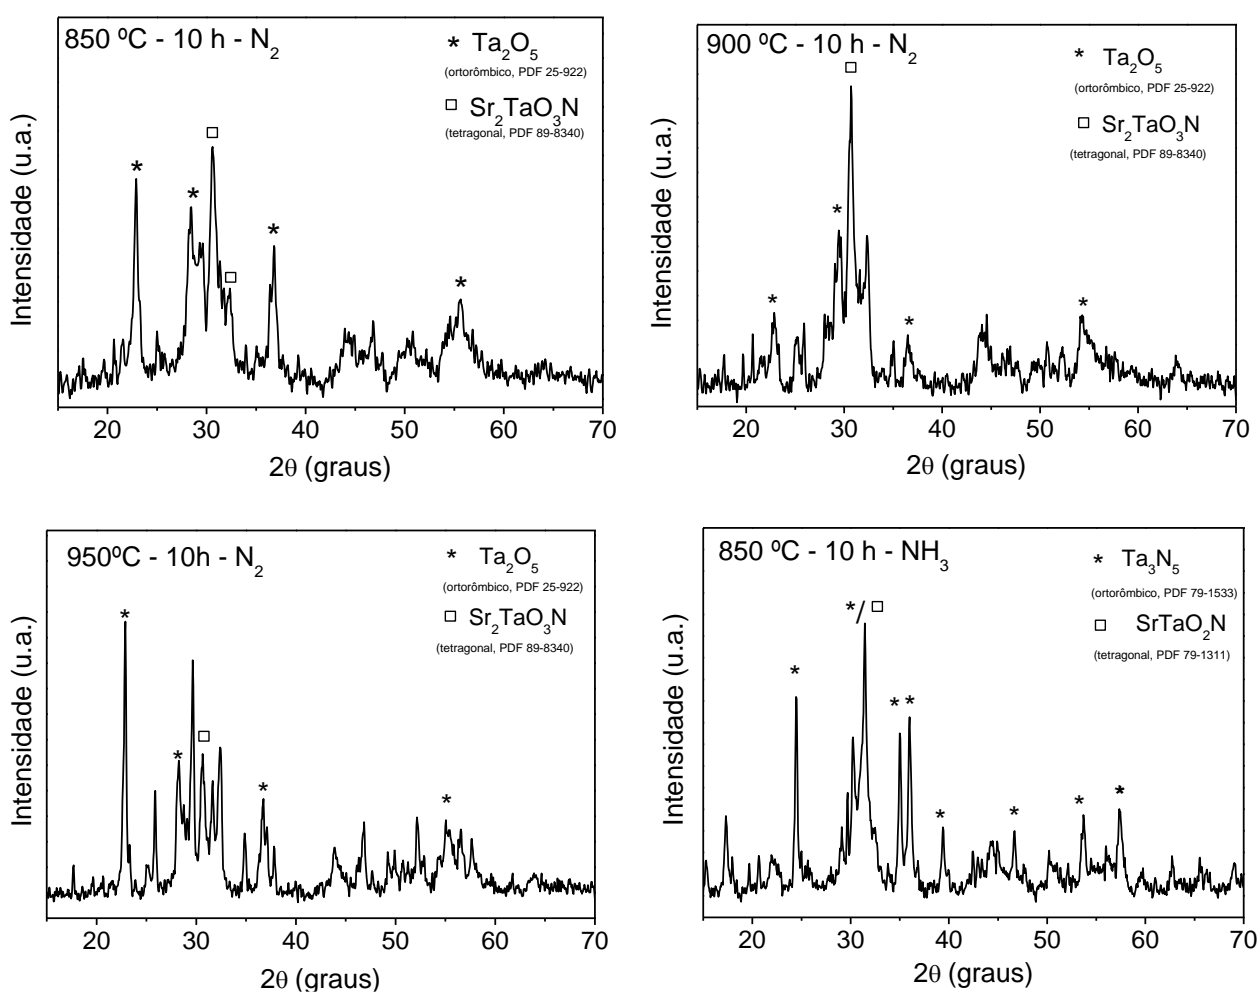 850 ºC - 10 h - N₂
* Ta₂O₅
(ortorômbico, PDF 25-922)
□ Sr₂TaO₃N
(tetragonal, PDF 89-8340)
*
*
□
□
*
*
Intensidade (u.a.)
20 30 40 50 60 70
2θ (graus)
900 ºC - 10 h - N₂
* Ta₂O₅
(ortorômbico, PDF 25-922)
□ Sr₂TaO₃N
(tetragonal, PDF 89-8340)
*
*
□
*
*
Intensidade (u.a.)
20 30 40 50 60 70
2θ (graus)
950ºC - 10h - N₂
* Ta₂O₅
(ortorômbico, PDF 25-922)
□ Sr₂TaO₃N
(tetragonal, PDF 89-8340)
*
*
□
*
*
Intensidade (u.a.)
20 30 40 50 60 70
2θ (graus)
850 ºC - 10 h - NH₃
* Ta₃N₅
(ortorômbico, PDF 79-1533)
□ SrTaO₂N
(tetragonal, PDF 79-1311)
*
*/□
* *
*
*
*
*
Intensidade (u.a.)
20 30 40 50 60 70
2θ (graus)